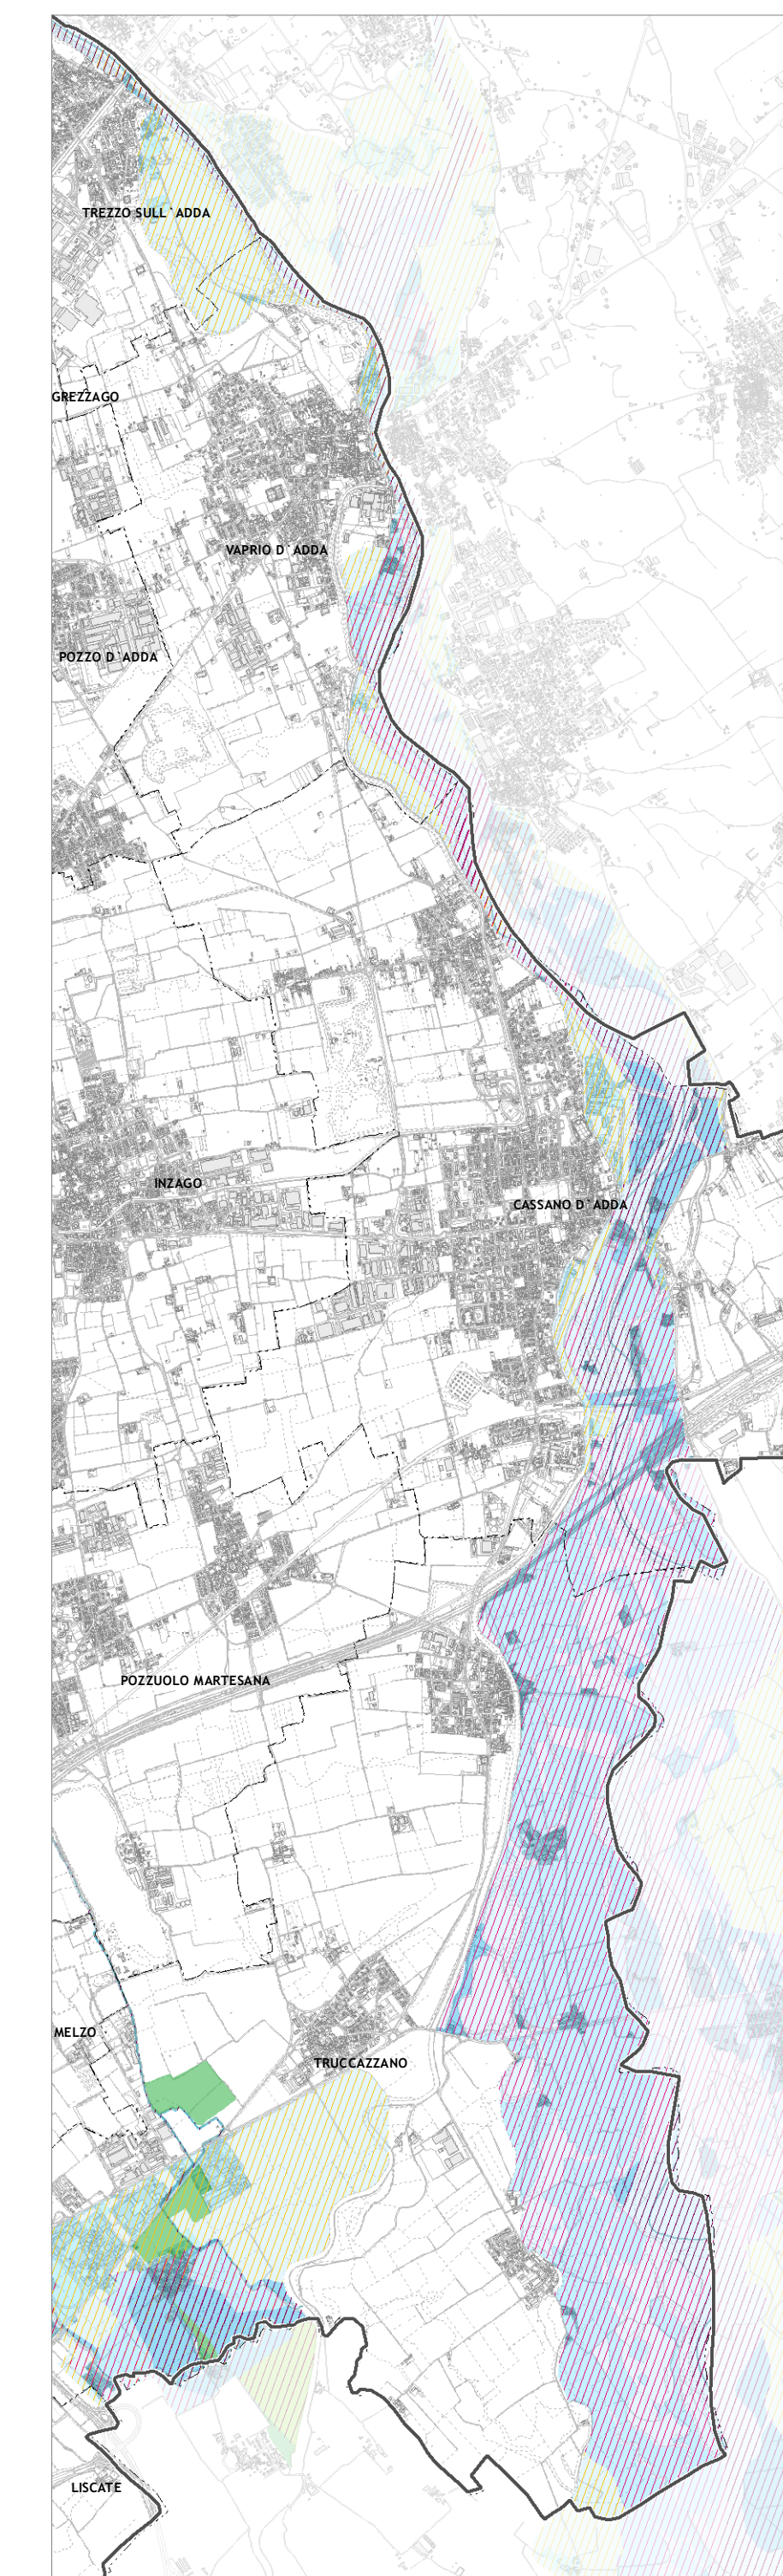 TREZZO SULL`ADDA
GREZZAGO
VAPRIO D`ADDA
POZZO D`ADDA
INZAGO
CASSANO D`ADDA
POZZUOLO MARTESANA
MELZO
TRUCCAZZANO
LISCATE